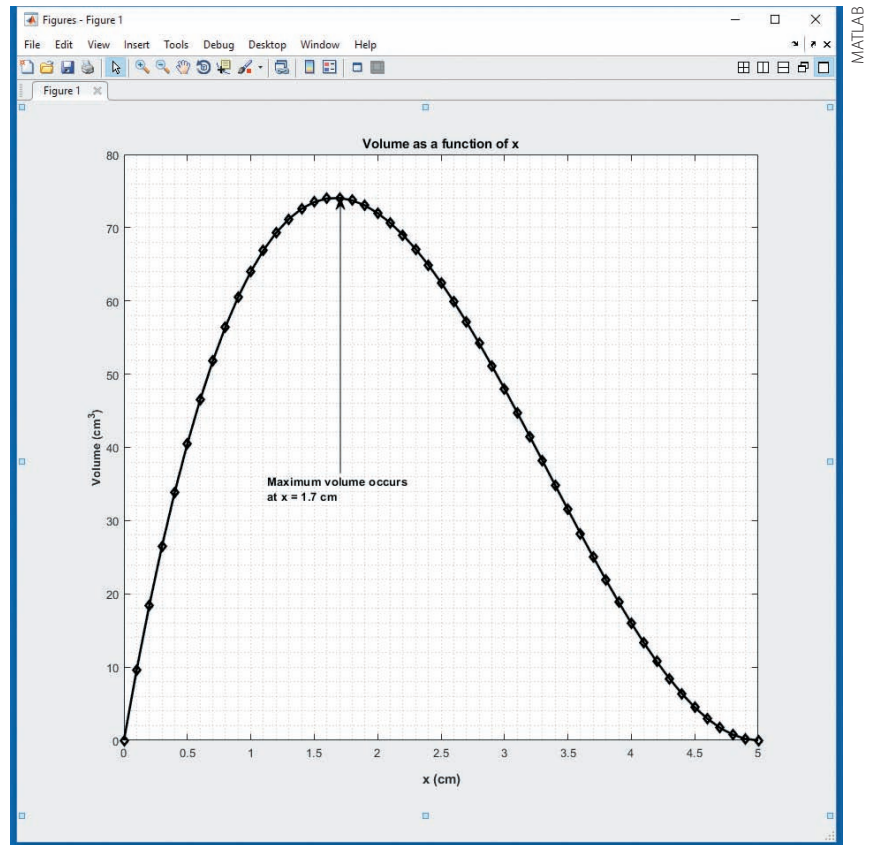 Figures - Figure 1
File Edit View Insert Tools Debug Desktop Window Help
Figure 1
Volume as a function of x
80
70
60
50
40
30
20
10
0
Volume (cm³)
Maximum volume occurs
at x = 1.7 cm
0 0.5 1 1.5 2 2.5 3 3.5 4 4.5 5
x (cm)
MATLAB